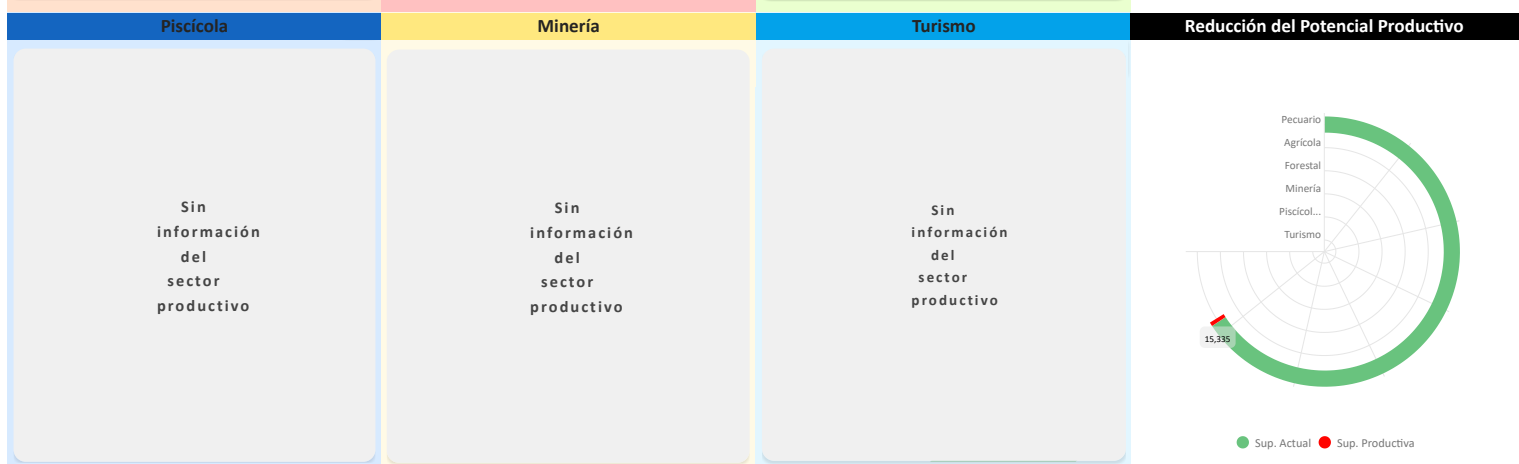 Piscícola
Minería
Turismo
Reducción del Potencial Productivo
Sin
información
del
sector
productivo
Sin
información
del
sector
productivo
Sin
información
del
sector
productivo
Pecuario
Agrícola
Forestal
Minería
Piscícol...
Turismo
15,335
Sup. Actual
Sup. Productiva